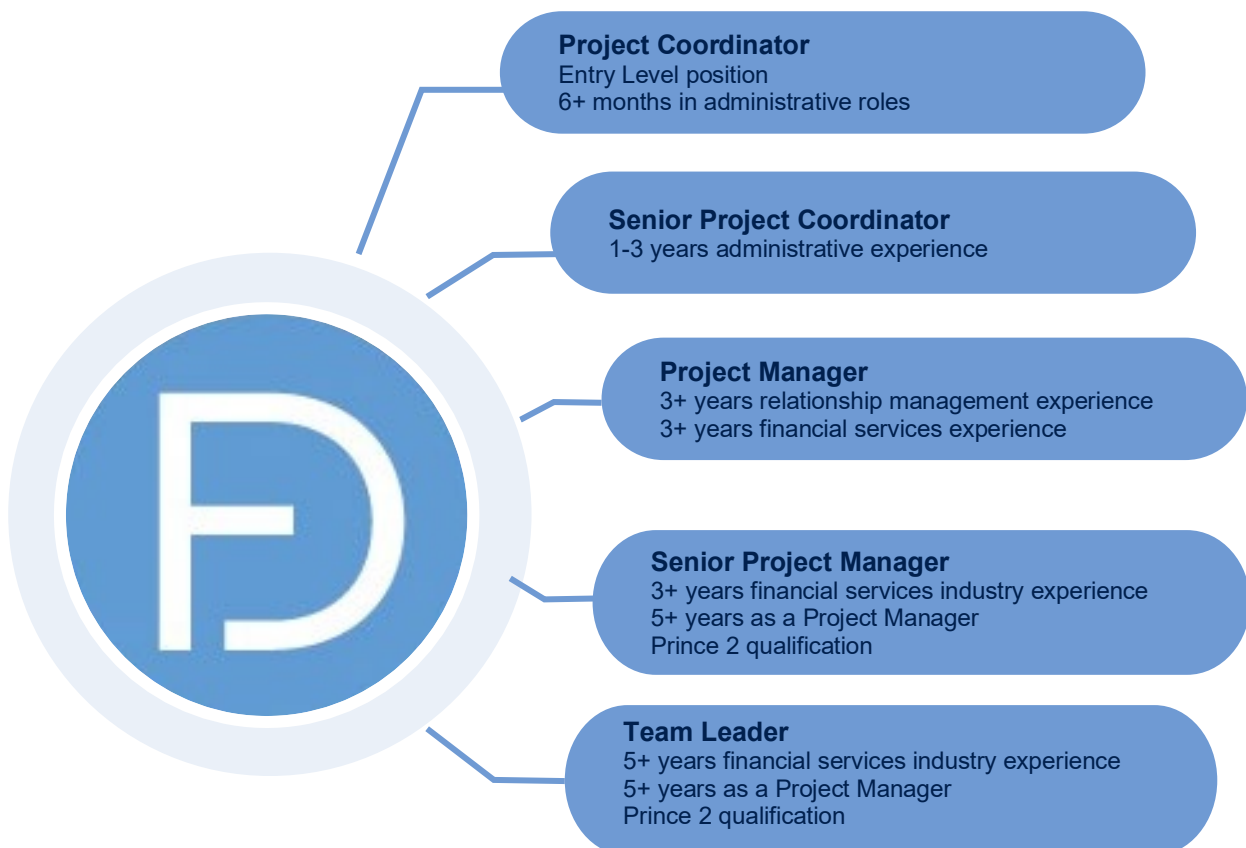 Project Coordinator
Entry Level position
6+ months in administrative roles
Senior Project Coordinator
1-3 years administrative experience
Project Manager
3+ years relationship management experience
3+ years financial services experience
Senior Project Manager
3+ years financial services industry experience
5+ years as a Project Manager
Prince 2 qualification
Team Leader
5+ years financial services industry experience
5+ years as a Project Manager
Prince 2 qualification